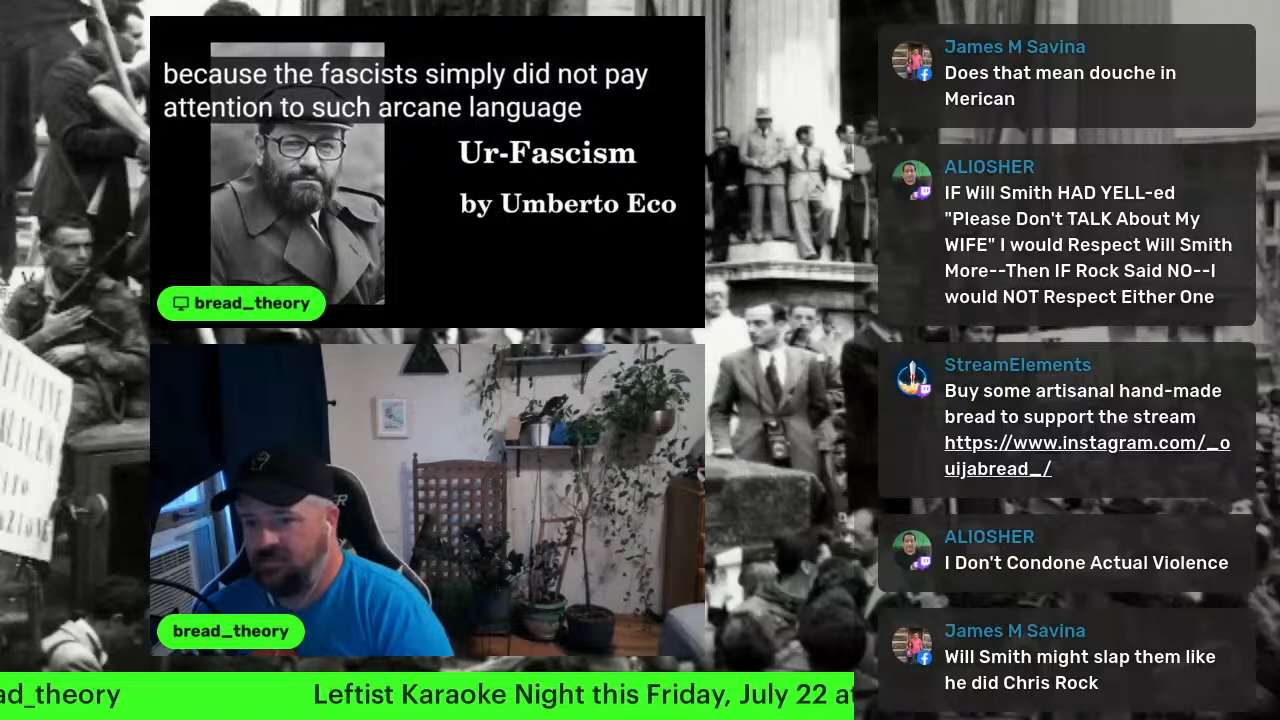 because the fascists simply did not pay
attention to such arcane language
Ur-Fascism
by Umberto Eco
bread_theory
bread_theory
ad_theory
Leftist Karaoke Night this Friday, July 22 at
James M Savina
Does that mean douche in
Merican
ALIOSHER
IF Will Smith HAD YELL-ed
"Please Don't TALK About My
WIFE" I would Respect Will Smith
More--Then IF Rock Said NO--I
would NOT Respect Either One
StreamElements
Buy some artisanal hand-made
bread to support the stream
https://www.instagram.com/_o
uijabread_/
ALIOSHER
I Don't Condone Actual Violence
James M Savina
Will Smith might slap them like
he did Chris Rock